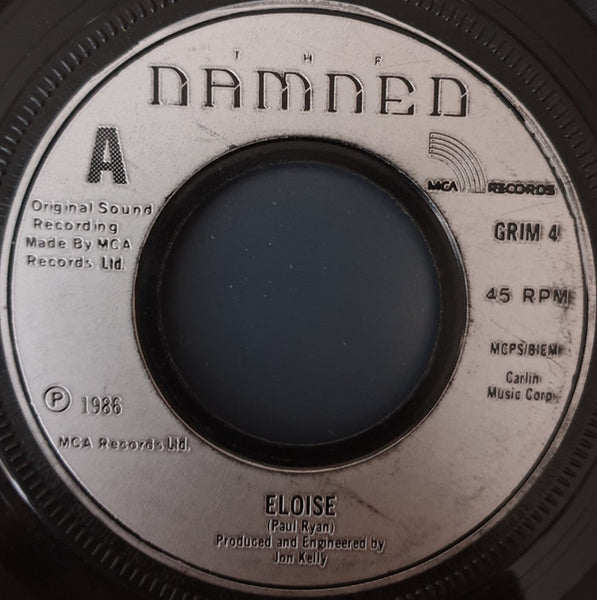 THE
DAMNED
A
MCA RECORDS
Original Sound
Recording
Made By MCA
Records Ltd.
GRIM 4
45 RPM
MCPS/BIEM
Carlin
Music Corp
℗ 1986
MCA Records Ltd.
ELOISE
(Paul Ryan)
Produced and Engineered by
Jon Kelly